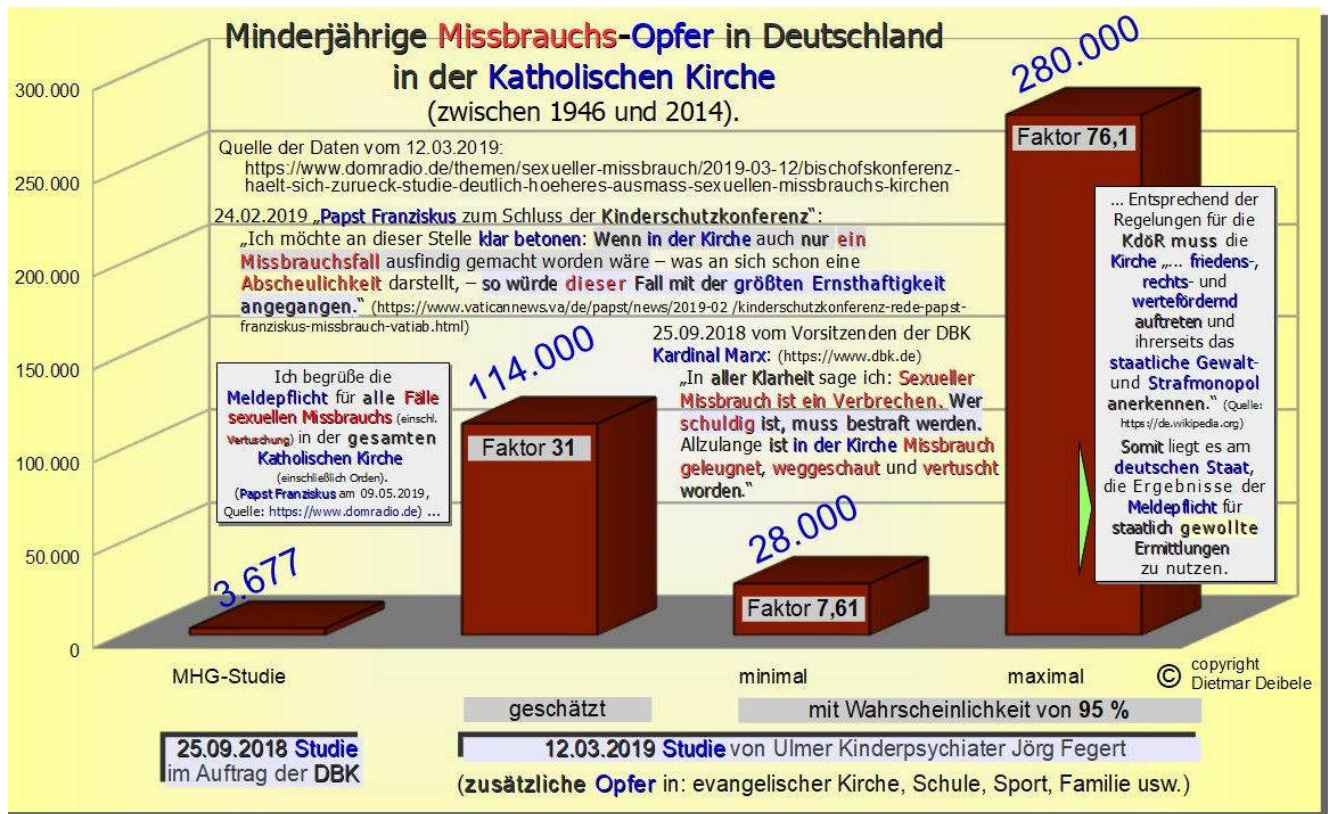 Minderjährige Missbrauchs-Opfer in Deutschland
in der Katholischen Kirche
(zwischen 1946 und 2014).
Quelle der Daten vom 12.03.2019:
https://www.domradio.de/themen/sexueller-missbrauch/2019-03-12/bischofskonferenz-
haelt-sich-zurueck-studie-deutlich-hoeheres-ausmass-sexuellen-missbrauchs-kirchen
24.02.2019 „Papst Franziskus zum Schluss der Kinderschutzkonferenz“:
„Ich möchte an dieser Stelle klar betonen: Wenn in der Kirche auch nur ein
Missbrauchsfall ausfindig gemacht worden wäre – was an sich schon eine
Abscheulichkeit darstellt, – so würde dieser Fall mit der größten Ernsthaftigkeit
angegangen.“ (https://www.vaticannews.va/de/papst/news/2019-02 /kinderschutzkonferenz-rede-papst-
franziskus-missbrauch-vatiab.html)
25.09.2018 vom Vorsitzenden der DBK
Kardinal Marx: (https://www.dbk.de)
„In aller Klarheit sage ich: Sexueller
Missbrauch ist ein Verbrechen. Wer
schuldig ist, muss bestraft werden.
Allzulange ist in der Kirche Missbrauch
geleugnet, weggeschaut und vertuscht
worden.“
Ich begrüße die
Meldepflicht für alle Fälle
sexuellen Missbrauchs (einschl.
Vertuschung) in der gesamten
Katholischen Kirche
(einschließlich Orden).
(Papst Franziskus am 09.05.2019,
Quelle: https://www.domradio.de) ...
... Entsprechend der
Regelungen für die
KdöR muss die
Kirche „... friedens-,
rechts- und
wertefördernd
auftreten und
ihrerseits das
staatliche Gewalt-
und Strafmonopol
anerkennen.“ (Quelle:
https://de.wikipedia.org)
Somit liegt es am
deutschen Staat,
die Ergebnisse der
Meldepflicht für
staatlich gewollte
Ermittlungen
zu nutzen.
300.000
250.000
200.000
150.000
100.000
50.000
0
3.677
114.000
Faktor 31
28.000
Faktor 7,61
280.000
Faktor 76,1
MHG-Studie
minimal
maximal
© copyright
Dietmar Deibele
geschätzt
mit Wahrscheinlichkeit von 95 %
25.09.2018 Studie
im Auftrag der DBK
12.03.2019 Studie von Ulmer Kinderpsychiater Jörg Fegert
(zusätzliche Opfer in: evangelischer Kirche, Schule, Sport, Familie usw.)